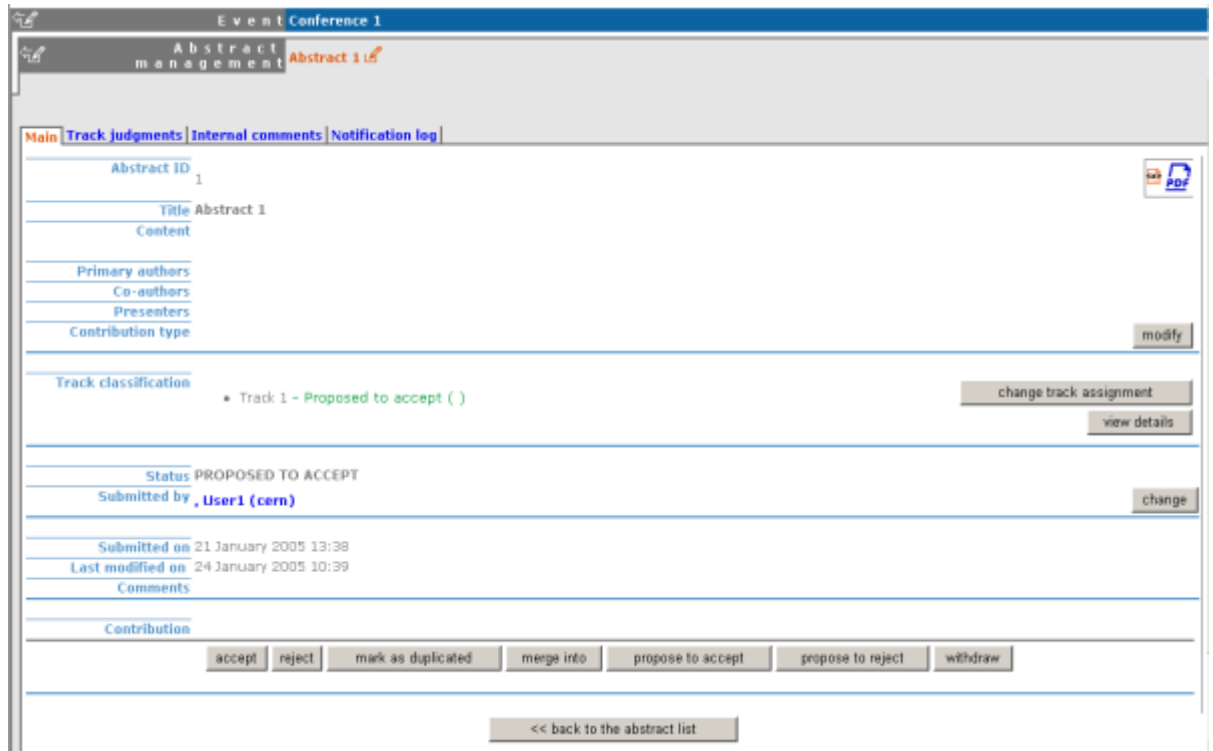 Event Conference 1
Abstract
management Abstract 1
Main Track judgments Internal comments Notification log
Abstract ID
1
PDF
Title Abstract 1
Content
Primary authors
Co-authors
Presenters
Contribution type
modify
Track classification
• Track 1 - Proposed to accept ( )
change track assignment
view details
Status PROPOSED TO ACCEPT
Submitted by , User1 (cern)
change
Submitted on 21 January 2005 13:38
Last modified on 24 January 2005 10:39
Comments
Contribution
accept reject mark as duplicated merge into propose to accept propose to reject withdraw
<< back to the abstract list